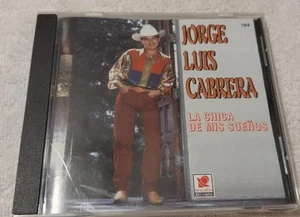 JORGE
LUIS
CABRERA
LA CHICA
DE MIS SUEÑOS